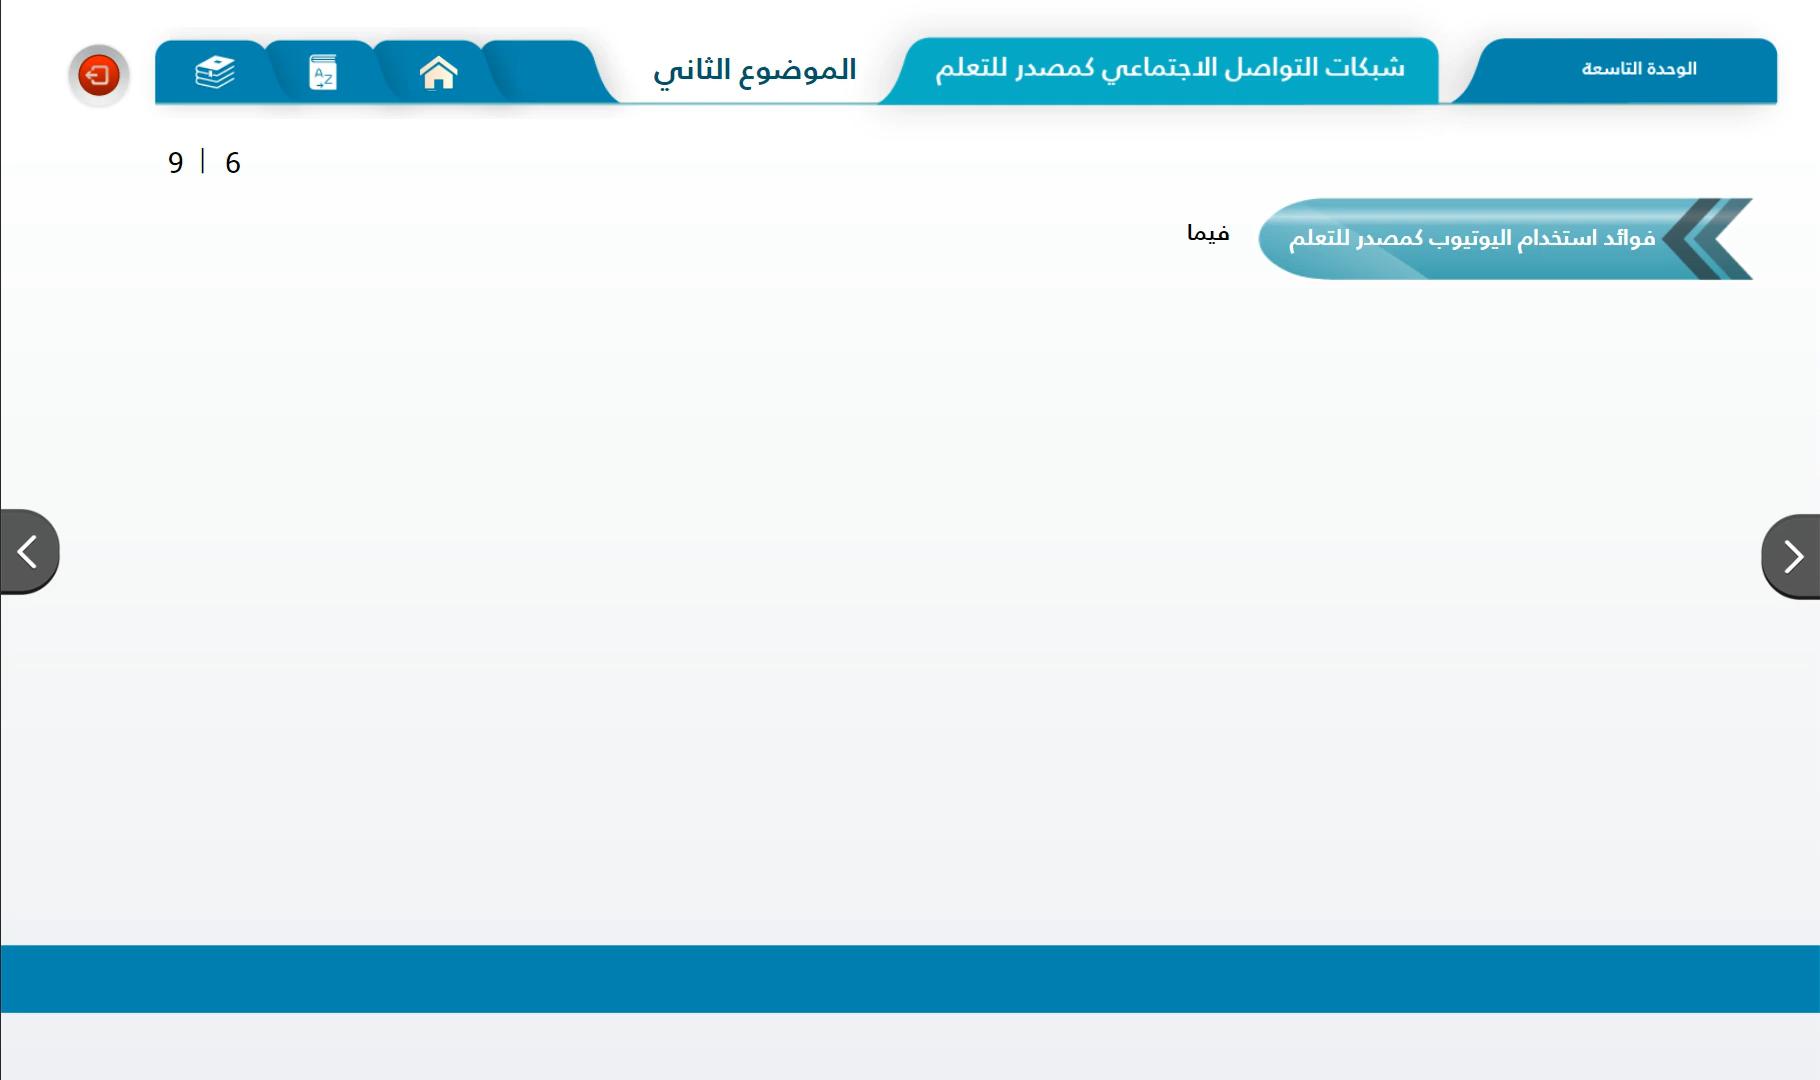 الوحدة التاسعة
شبكات التواصل الاجتماعي كمصدر للتعلم
الموضوع الثاني
A Z
9 | 6
فوائد استخدام اليوتيوب كمصدر للتعلم
فيما